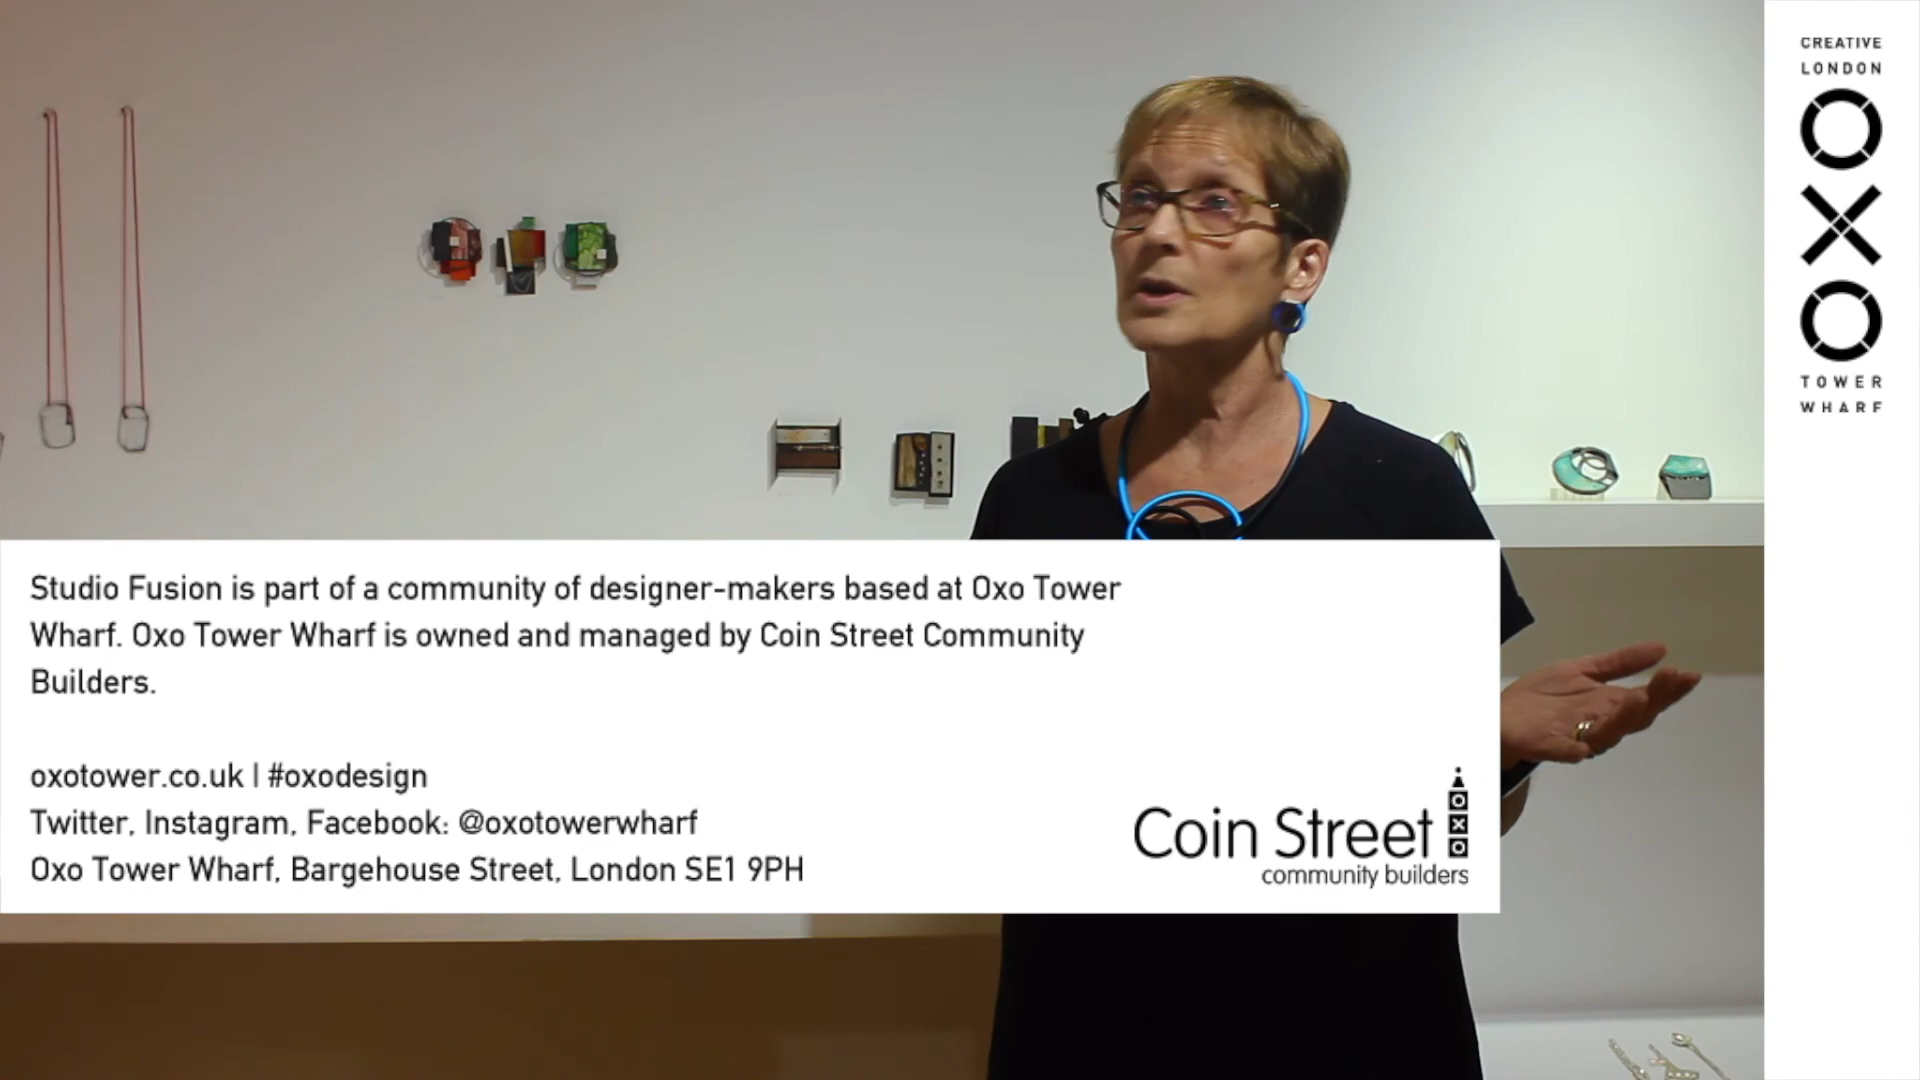 CREATIVE
LONDON
OXO
TOWER
WHARF
Studio Fusion is part of a community of designer-makers based at Oxo Tower
Wharf. Oxo Tower Wharf is owned and managed by Coin Street Community
Builders.
oxotower.co.uk | #oxodesign
Twitter, Instagram, Facebook: @oxotowerwharf
Oxo Tower Wharf, Bargehouse Street, London SE1 9PH
Coin Street OXO
community builders